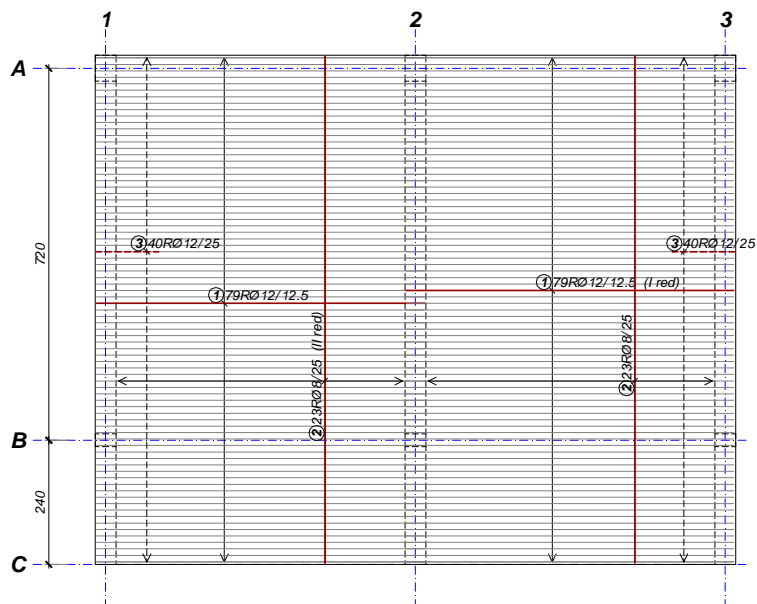 1 2 3
A
③40RØ12/25 ③40RØ12/25
720
①79RØ12/12.5 (I red)
①79RØ12/12.5
②23RØ8/25 (II red)
②23RØ8/25
B
240
C